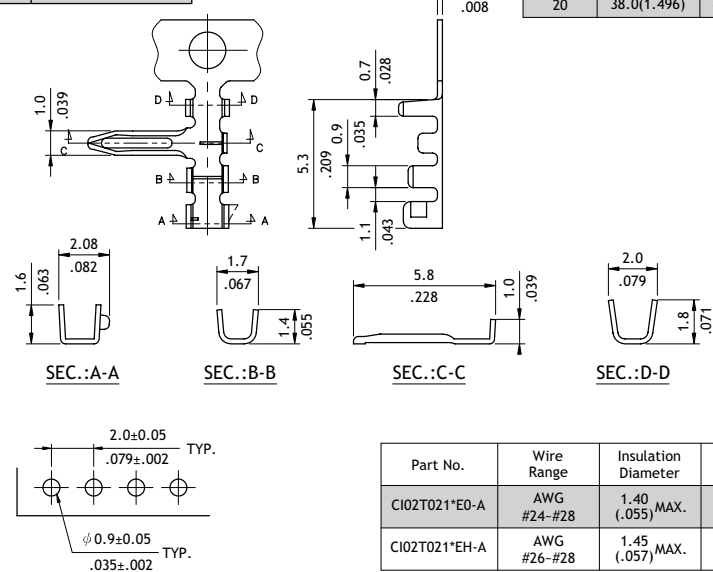 .008
20 38.0(1.496)
D D
1.0
.039
C C
B B
A A
0.7
.028
0.9
.035
5.3
.209
1.1
.043
2.08
.082
1.6
.063
SEC.:A-A
1.7
.067
1.4
.055
SEC.:B-B
5.8
.228
1.0
.039
SEC.:C-C
2.0
.079
1.8
.071
SEC.:D-D
2.0±0.05
.079±.002
TYP.
ϕ0.9±0.05
.035±.002
TYP.
Part No. Wire Range Insulation Diameter
CI02T021*E0-A AWG #24~#28 1.40 (.055) MAX.
CI02T021*EH-A AWG #26~#28 1.45 (.057) MAX.